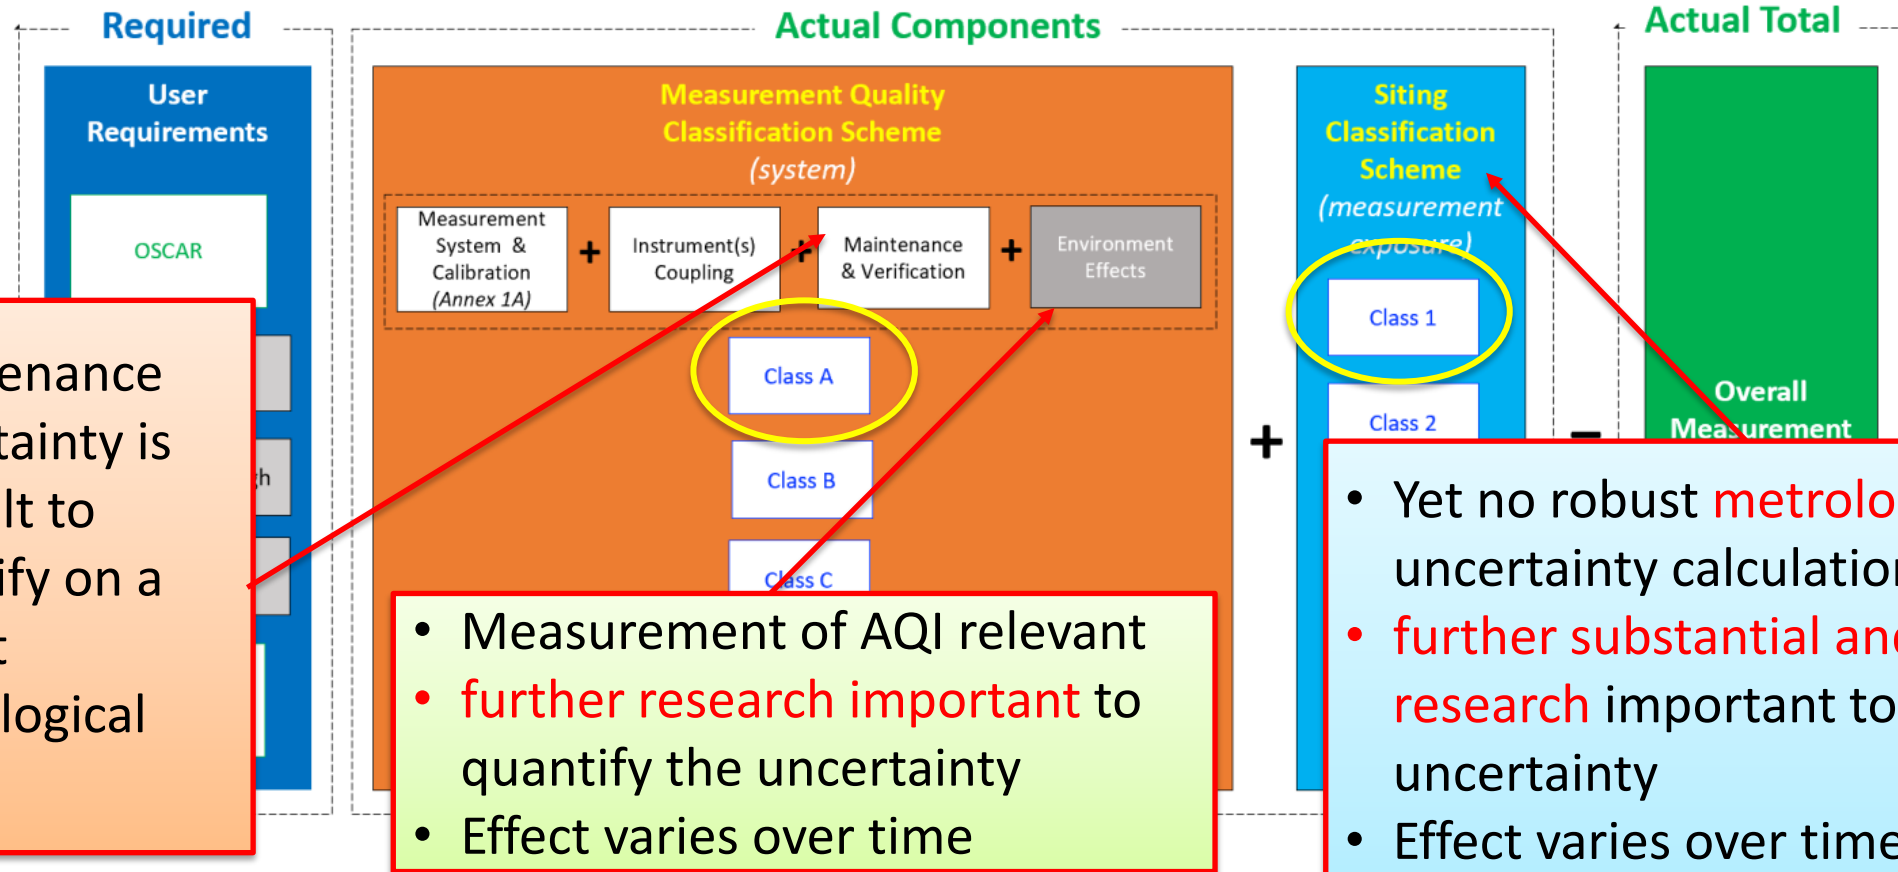 Required
Actual Components
Actual Total
User
Requirements
OSCAR
Measurement Quality
Classification Scheme
(system)
Measurement
System &
Calibration
(Annex 1A)
+
Instrument(s)
Coupling
+
Maintenance
& Verification
+
Environment
Effects
Class A
Class B
Class C
+
Siting
Classification
Scheme
(measurement
exposure)
Class 1
Class 2
=
Overall
Measurement
enance
tainty is
lt to
ify on a
t
logical
h
• Measurement of AQI relevant
• further research important to
quantify the uncertainty
• Effect varies over time
• Yet no robust metrolo
uncertainty calculation
• further substantial and
research important to
uncertainty
• Effect varies over time